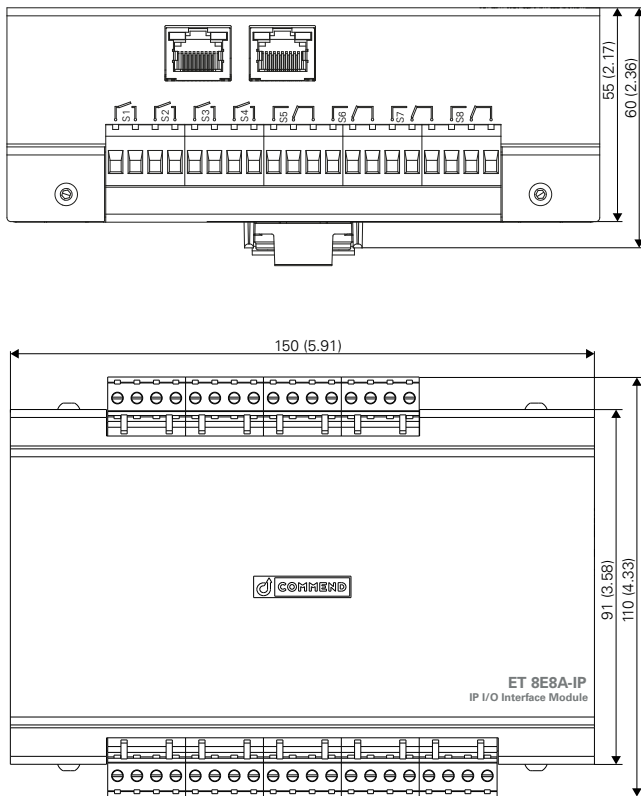 55 (2.17)
60 (2.36)
S1 S2 S3 S4 S5 S6 S7 S8
150 (5.91)
COMMEND
91 (3.58)
110 (4.33)
ET 8E8A-IP
IP I/O Interface Module